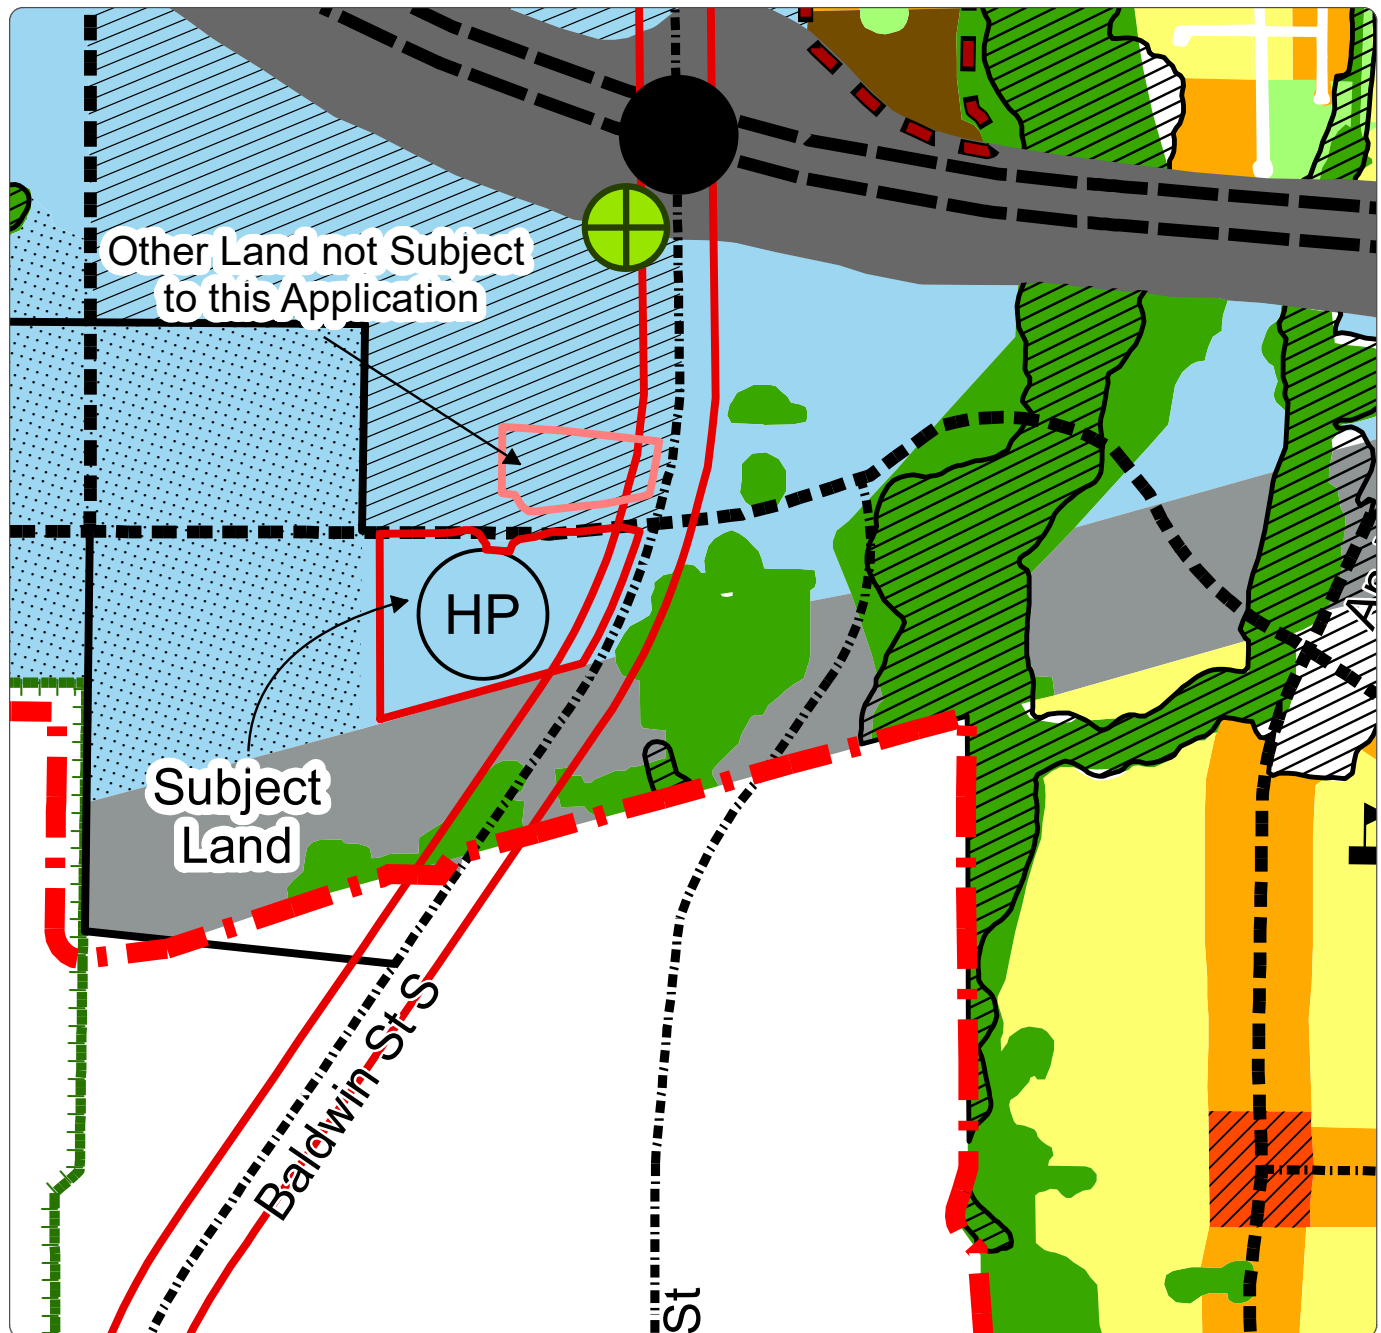 Other Land not Subject
to this Application
HP
Subject
Land
Baldwin St S
St